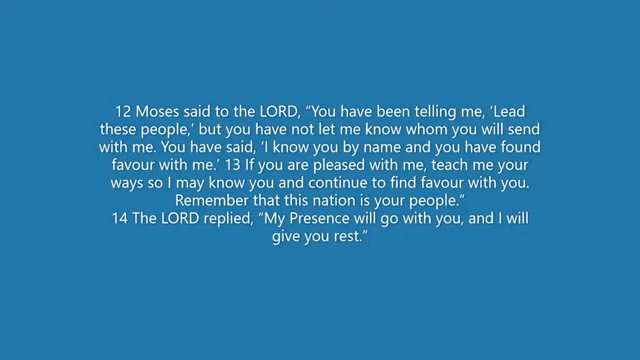 12 Moses said to the LORD, “You have been telling me, ‘Lead
these people,’ but you have not let me know whom you will send
with me. You have said, ‘I know you by name and you have found
favour with me.’ 13 If you are pleased with me, teach me your
ways so I may know you and continue to find favour with you.
Remember that this nation is your people.”
14 The LORD replied, “My Presence will go with you, and I will
give you rest.”